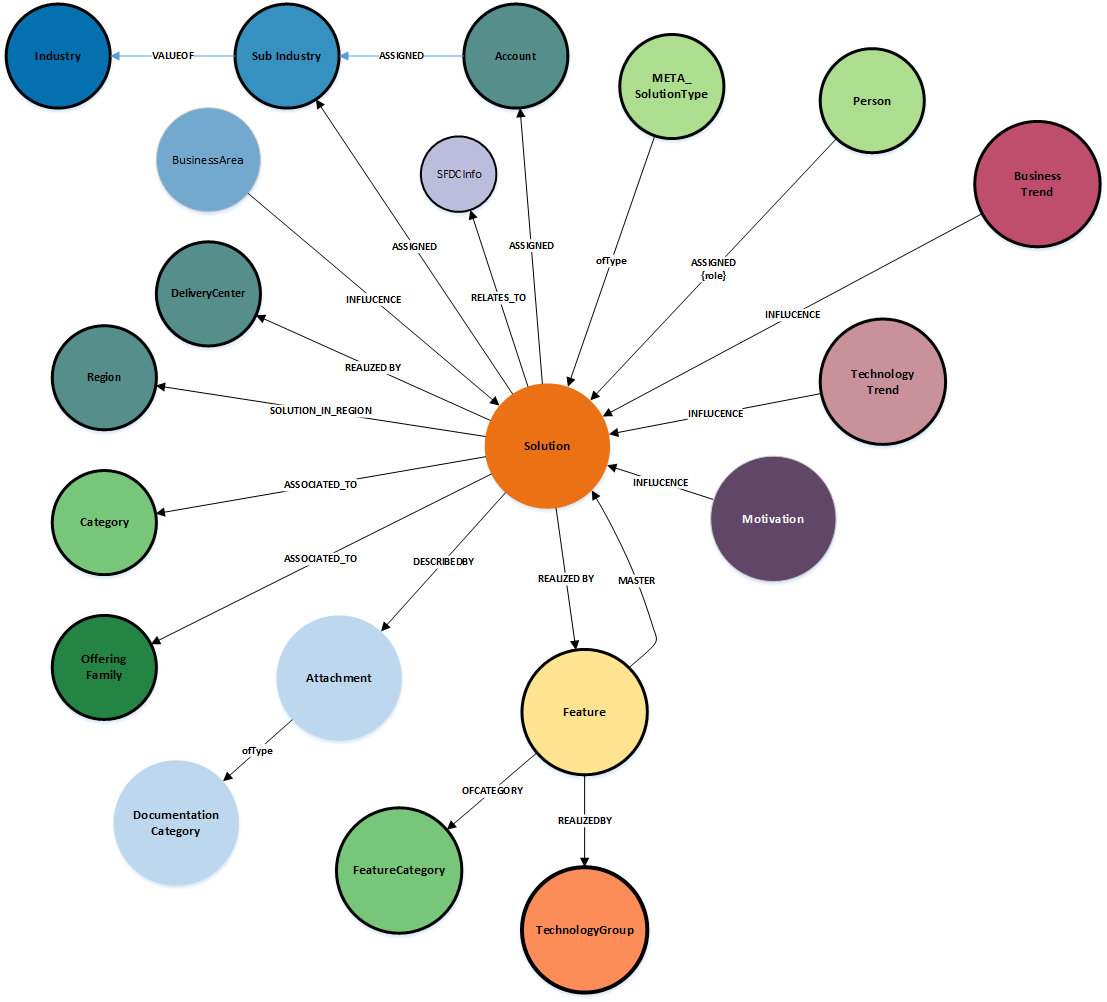 Industry
VALUEOF
Sub Industry
ASSIGNED
Account
META_
SolutionType
Person
Business
Trend
BusinessArea
SFDCInfo
ASSIGNED
ASSIGNED
ofType
ASSIGNED
{role}
DeliveryCenter
INFLUCENCE
RELATES_TO
INFLUCENCE
Region
REALIZED BY
Technology
Trend
SOLUTION_IN_REGION
INFLUCENCE
Solution
Category
ASSOCIATED_TO
INFLUCENCE
Motivation
ASSOCIATED_TO
DESCRIBEDBY
REALIZED BY
MASTER
Offering
Family
Attachment
Feature
ofType
OFCATEGORY
Documentation
Category
REALIZEDBY
FeatureCategory
TechnologyGroup